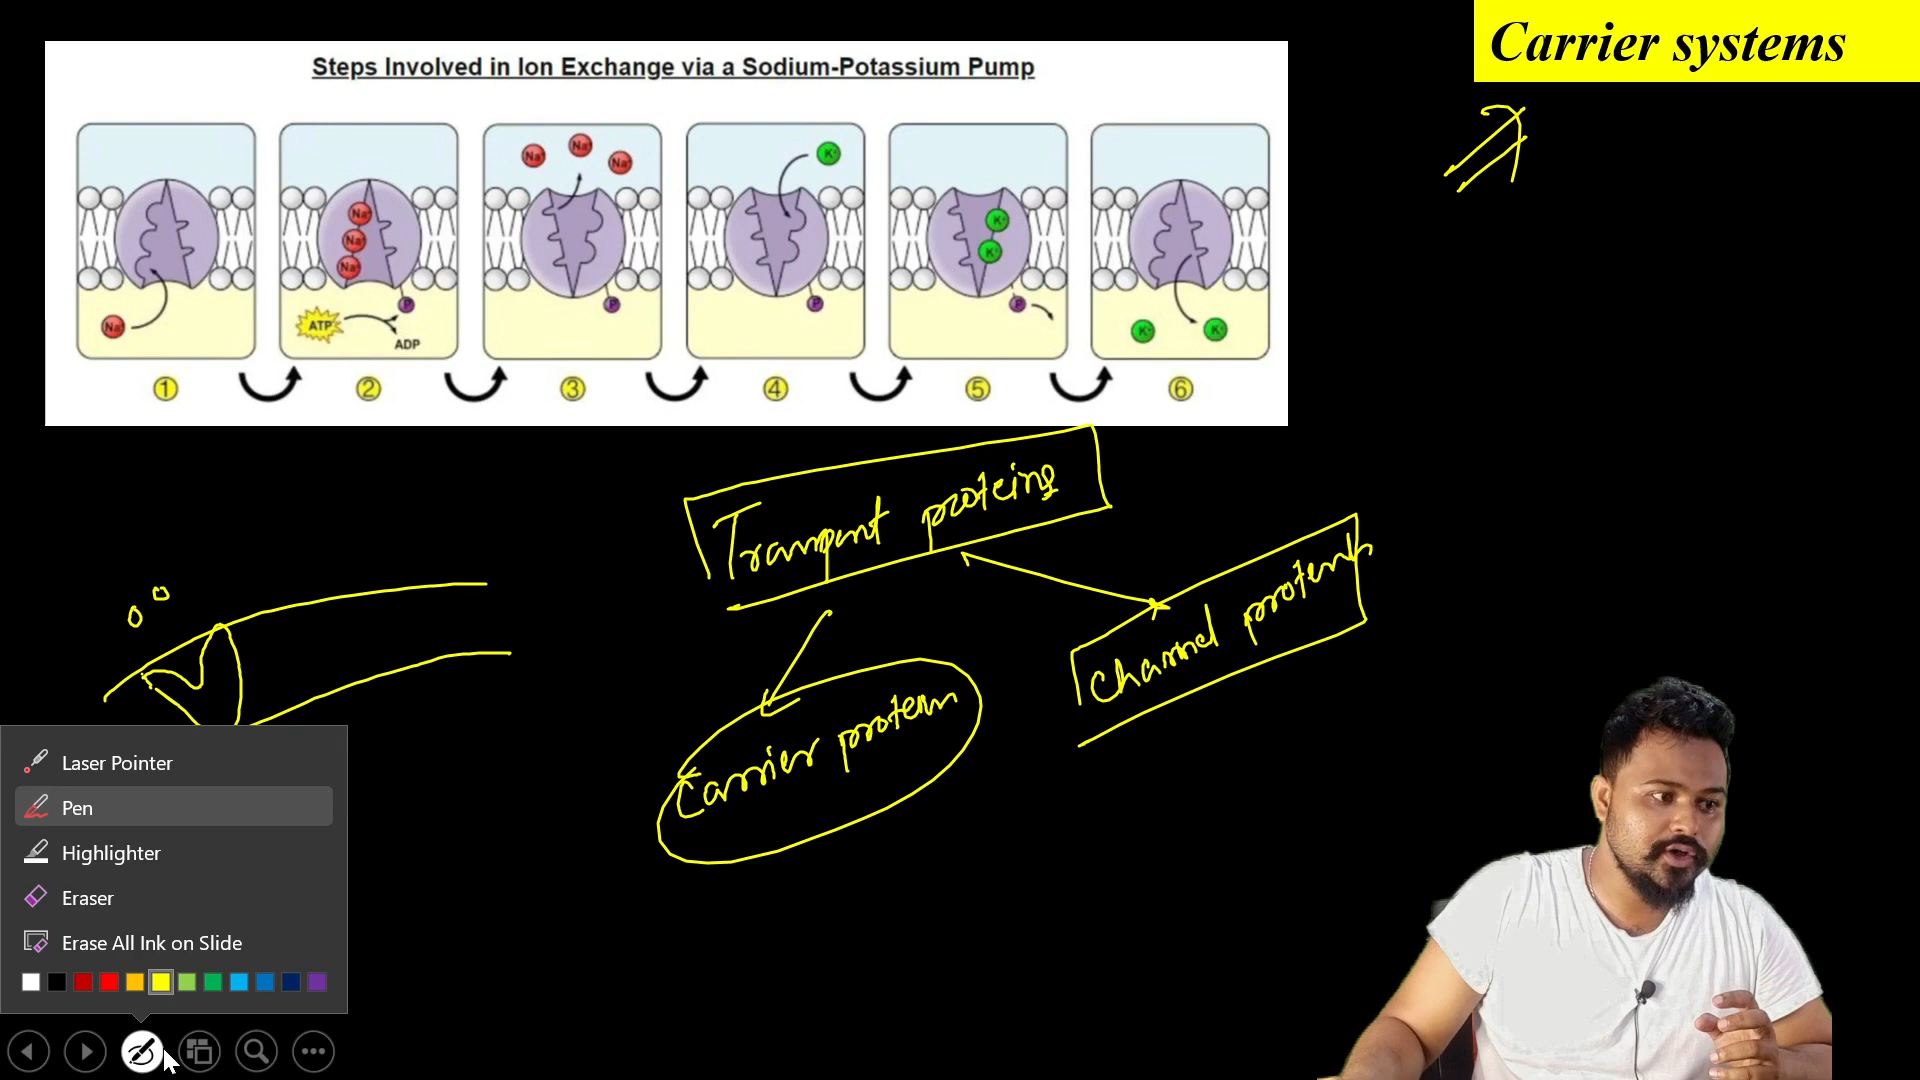 Carrier systems
Steps Involved in Ion Exchange via a Sodium-Potassium Pump
Na⁺
Na⁺
Na⁺
Na⁺
P
ATP
ADP
Na⁺ Na⁺ Na⁺
P
K⁺
P
K⁺
K⁺
P
K⁺ K⁺
① ② ③ ④ ⑤ ⑥
Transport proteins
Channel protein
Carrier protein
Laser Pointer
Pen
Highlighter
Eraser
Erase All Ink on Slide